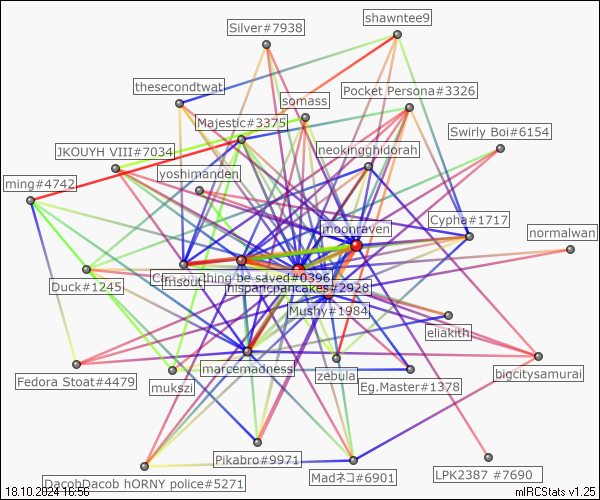 shawntee9
Silver#7938
thesecondtwat
Pocket Persona#3326
somass
Majestic#3375
Swirly Boi#6154
JKOUYH VIII#7034
neokingghidorah
yoshimanden
ming#4742
Cypha#1717
moonraven
normalwan
thing be saved#0396
frisout
Duck#1245
hispancpancakes#2928
Mushy#1984
eliakith
marcemadness
zebula
bigcitysamurai
Fedora Stoat#4479
mukszi
Eg.Master#1378
Pikabro#9971
Madネコ#6901
LPK2387 #7690
DacobDacob hORNY police#5271
18.10.2024 16:56
mIRCStats v1.25